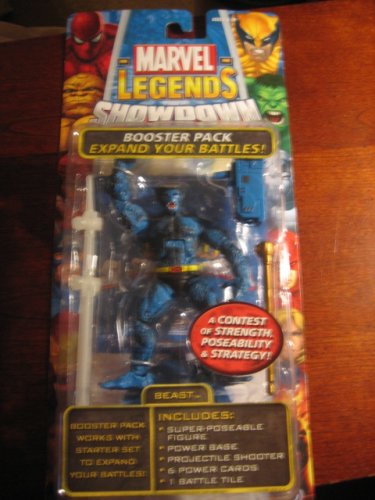 MARVEL
LEGENDS
SHOWDOWN
BOOSTER PACK
EXPAND YOUR BATTLES!
A CONTEST
OF STRENGTH,
POSEABILITY
& STRATEGY!
BEAST™
BOOSTER PACK
WORKS WITH
STARTER SET
TO EXPAND
YOUR BATTLES!
INCLUDES:
• SUPER-POSEABLE
FIGURE
• POWER BASE
• PROJECTILE SHOOTER
• 6 POWER CARDS
• 1 BATTLE TILE